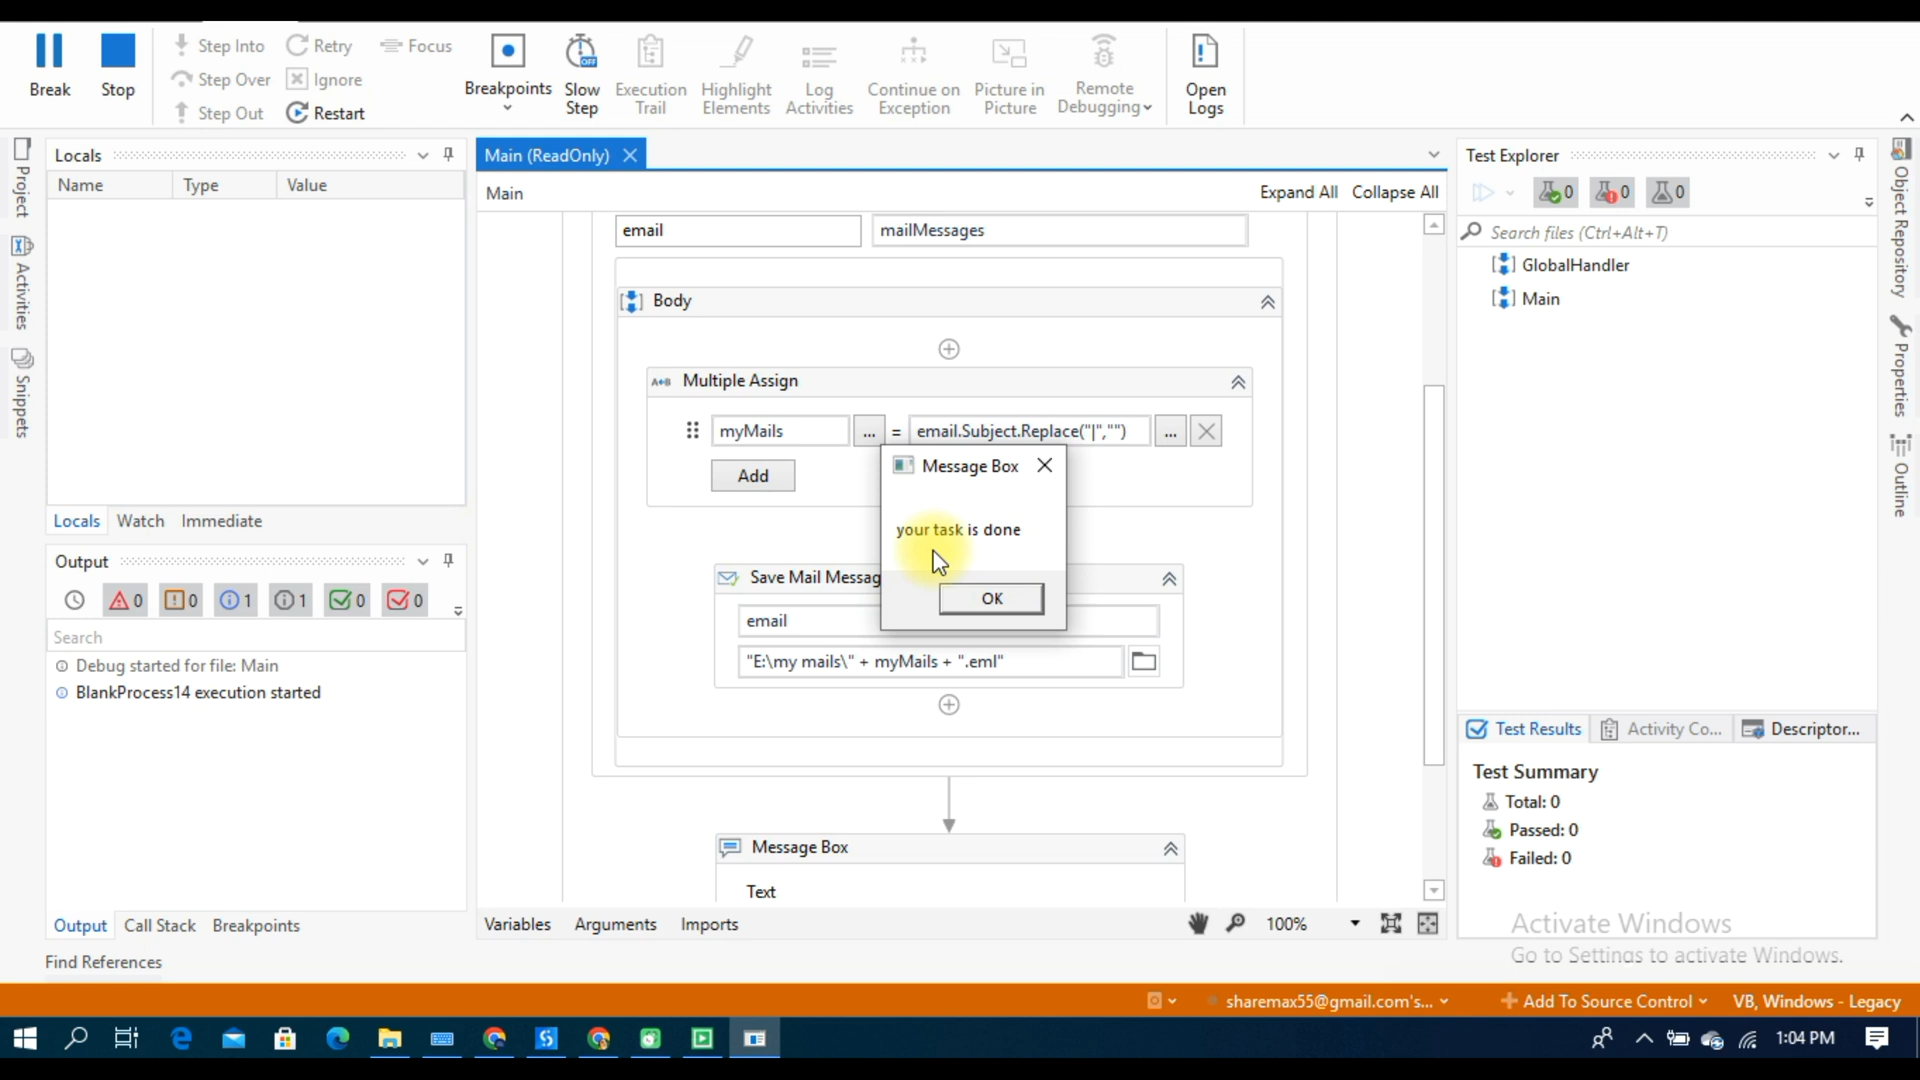 Break
Stop
Step Into
Step Over
Step Out
Retry
Ignore
Restart
Focus
Breakpoints
Slow
Step
OFF
Execution
Trail
Highlight
Elements
Log
Activities
Continue on
Exception
Picture in
Picture
Remote
Debugging
Open
Logs
Project
Activities
Snippets
Locals
Name Type Value
Locals Watch Immediate
Output
0 0 1 1 0 0
Search
Debug started for file: Main
BlankProcess14 execution started
Output Call Stack Breakpoints
Find References
Main (ReadOnly)
Main
Expand All Collapse All
email mailMessages
Body
A+B Multiple Assign
myMails ... = email.Subject.Replace("|","") ...
Add
Message Box
your task is done
OK
Save Mail Messag
email
"E:\my mails\" + myMails + ".eml"
Message Box
Text
Variables Arguments Imports
100%
Test Explorer
0 0 0
Search files (Ctrl+Alt+T)
GlobalHandler
Main
Test Results Activity Co... Descriptor...
Test Summary
Total: 0
Passed: 0
Failed: 0
Activate Windows
Go to Settings to activate Windows.
Object Repository
Properties
Outline
sharemax55@gmail.com's...
Add To Source Control
VB, Windows - Legacy
1:04 PM